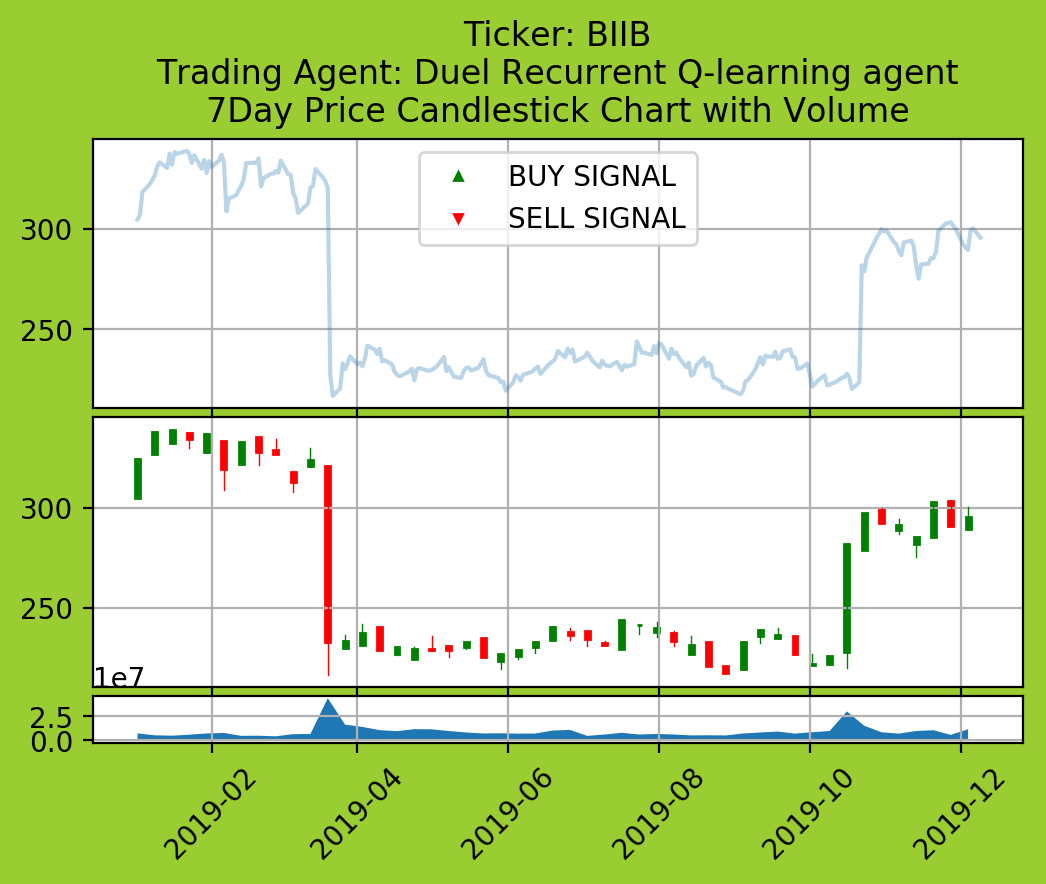 Ticker: BIIB
Trading Agent: Duel Recurrent Q-learning agent
7Day Price Candlestick Chart with Volume
BUY SIGNAL
SELL SIGNAL
300
250
300
250
1e7
2.5
0.0
2019-02
2019-04
2019-06
2019-08
2019-10
2019-12